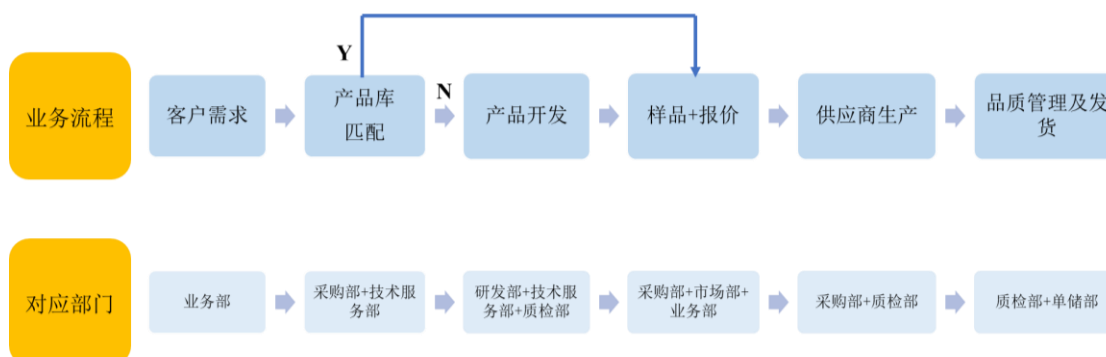 Y
N
业务流程
客户需求
产品库
匹配
产品开发
样品+报价
供应商生产
品质管理及发
货
对应部门
业务部
采购部+技术服
务部
研发部+技术服
务部+质检部
采购部+市场部+
业务部
采购部+质检部
质检部+单储部